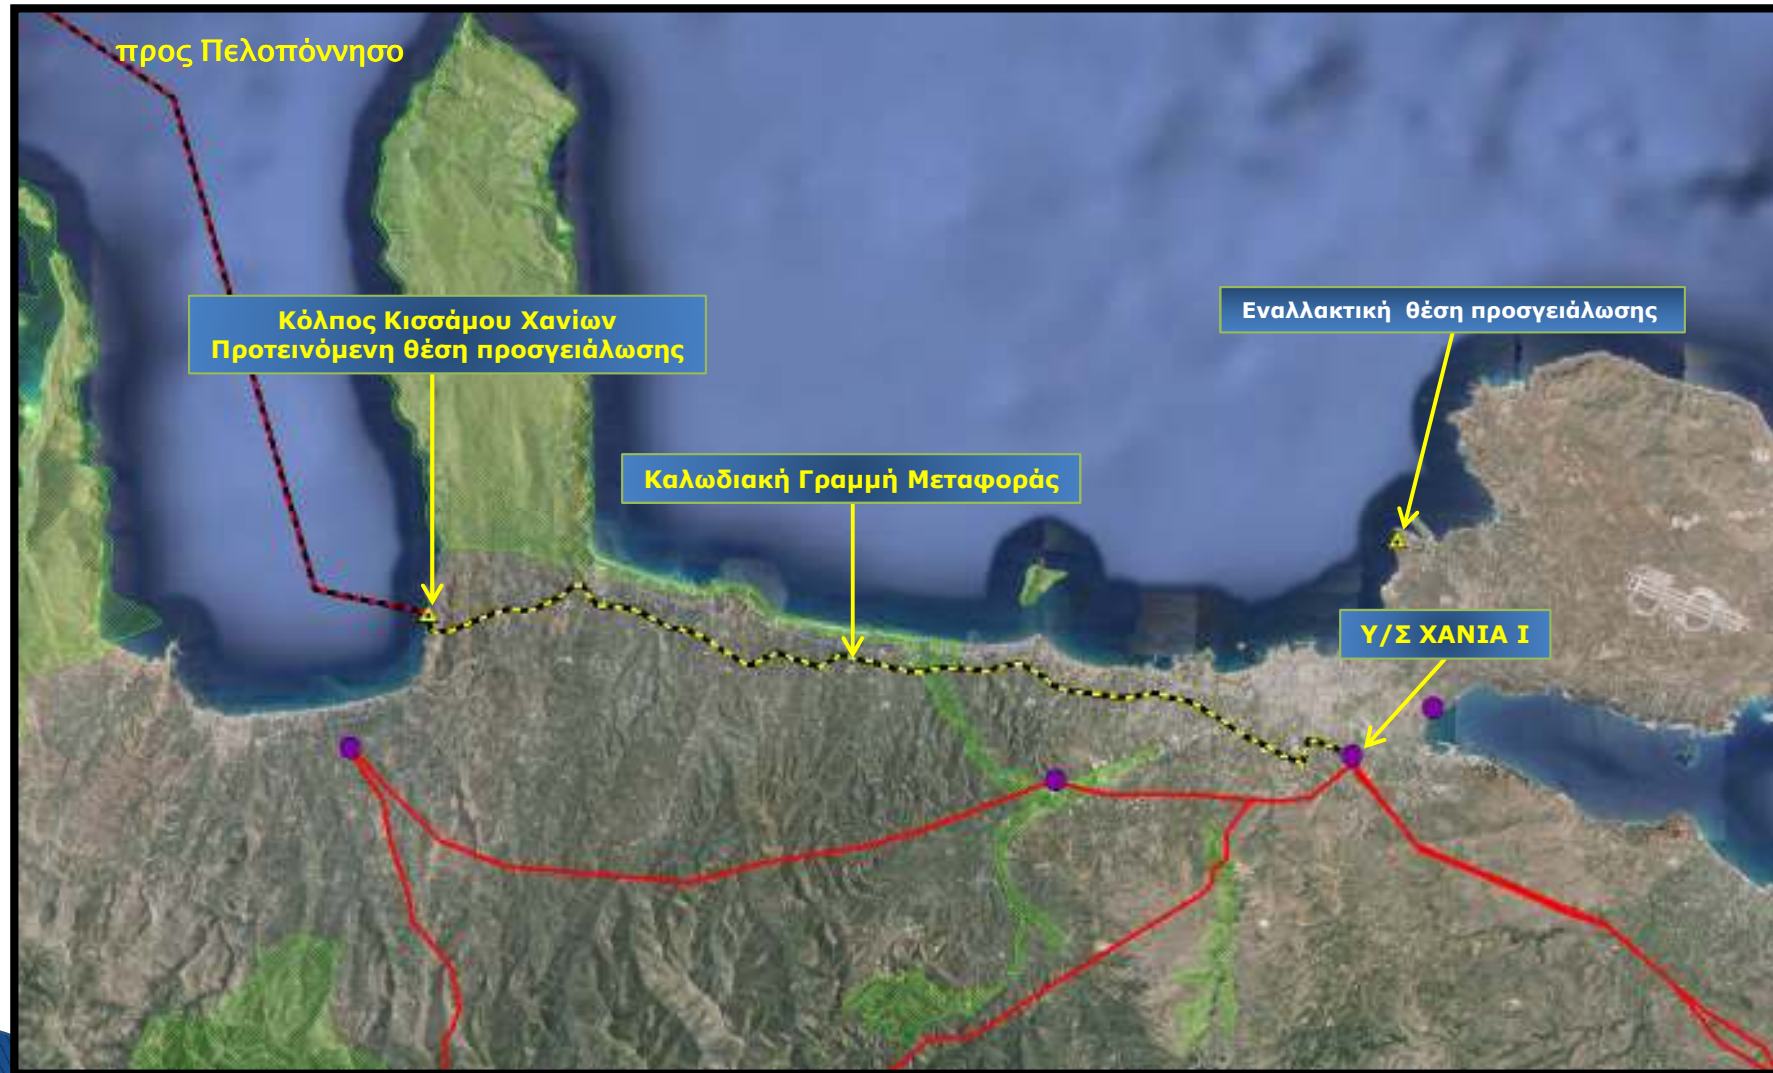 προς Πελοπόννησο
Κόλπος Κισσάμου Χανίων
Προτεινόμενη θέση προσγειάλωσης
Εναλλακτική θέση προσγειάλωσης
Καλωδιακή Γραμμή Μεταφοράς
Υ/Σ ΧΑΝΙΑ Ι